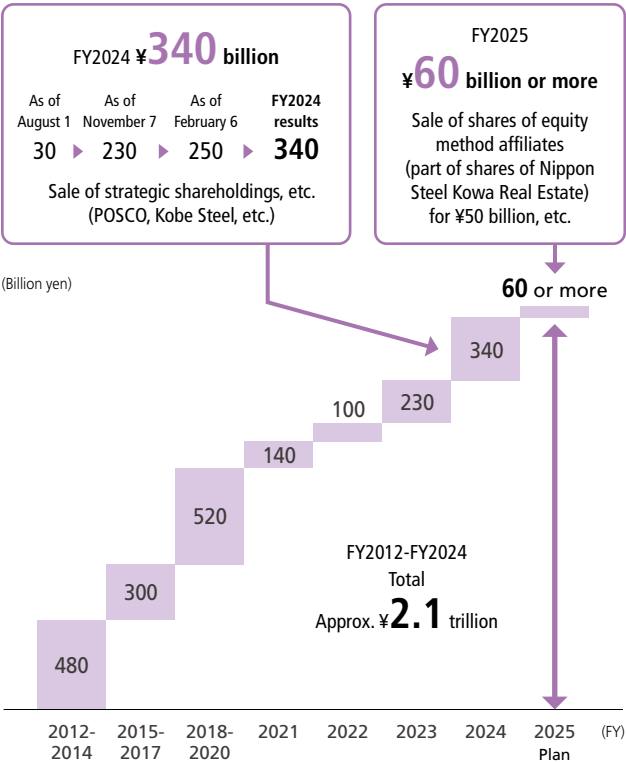 FY2024 ¥340 billion
As of August 1
As of November 7
As of February 6
FY2024 results
30 ▶ 230 ▶ 250 ▶ 340
Sale of strategic shareholdings, etc.
(POSCO, Kobe Steel, etc.)
FY2025
¥60 billion or more
Sale of shares of equity
method affiliates
(part of shares of Nippon
Steel Kowa Real Estate)
for ¥50 billion, etc.
(Billion yen)
60 or more
340
230
100
140
520
300
480
FY2012-FY2024
Total
Approx. ¥2.1 trillion
2012-2014
2015-2017
2018-2020
2021
2022
2023
2024
2025 Plan
(FY)